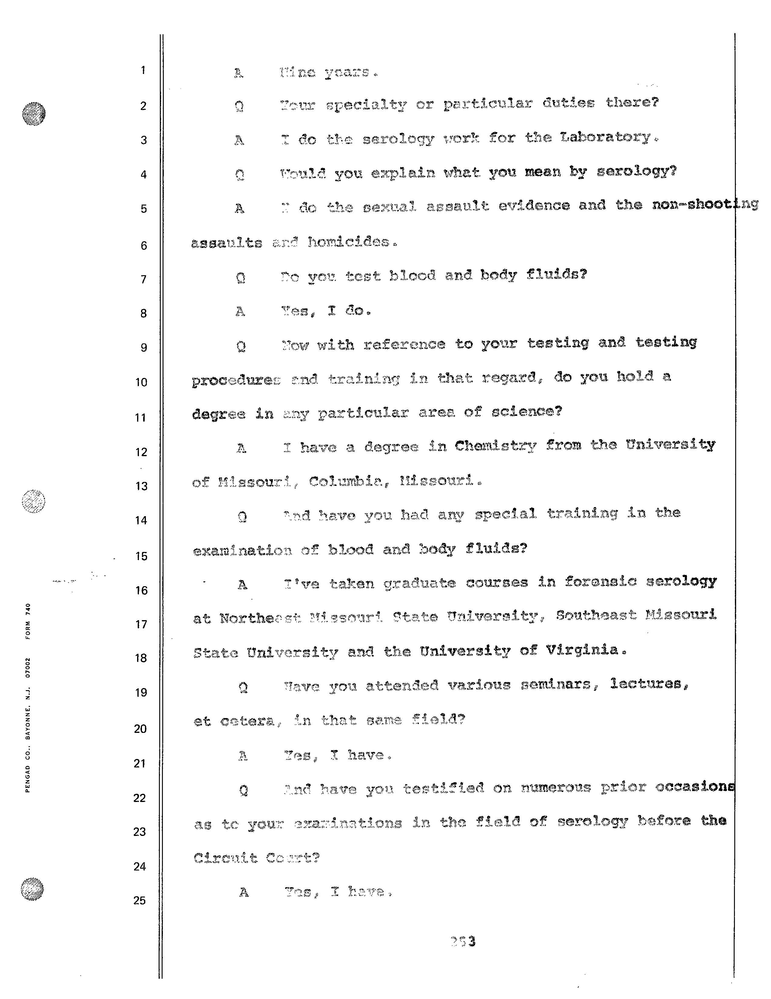 1 A Nine years.
2 Q Your specialty or particular duties there?
3 A I do the serology work for the Laboratory.
4 Q Would you explain what you mean by serology?
5 A I do the sexual assault evidence and the non-shooting
6 assaults and homicides.
7 Q Do you test blood and body fluids?
8 A Yes, I do.
9 Q Now with reference to your testing and testing
10 procedures and training in that regard, do you hold a
11 degree in any particular area of science?
12 A I have a degree in Chemistry from the University
13 of Missouri, Columbia, Missouri.
14 Q And have you had any special training in the
15 examination of blood and body fluids?
16 A I've taken graduate courses in forensic serology
17 at Northeast Missouri State University, Southeast Missouri
18 State University and the University of Virginia.
19 Q Have you attended various seminars, lectures,
20 et cetera, in that same field?
21 A Yes, I have.
22 Q And have you testified on numerous prior occasions
23 as to your examinations in the field of serology before the
24 Circuit Court?
25 A Yes, I have.
253
PENGAD CO., BAYONNE, N.J. 07002 FORM 740